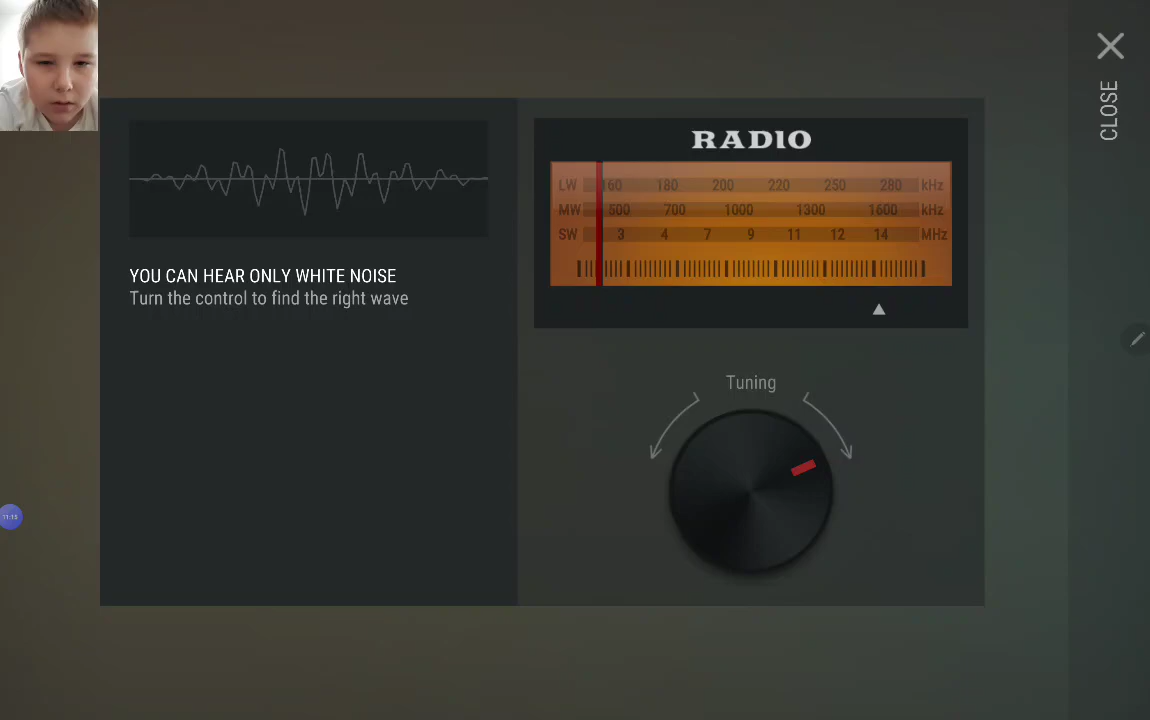 CLOSE
RADIO
LW 160 180 200 220 250 280 kHz
MW 500 700 1000 1300 1600 kHz
SW 3 4 7 9 11 12 14 MHz
YOU CAN HEAR ONLY WHITE NOISE
Turn the control to find the right wave
Tuning
11:15